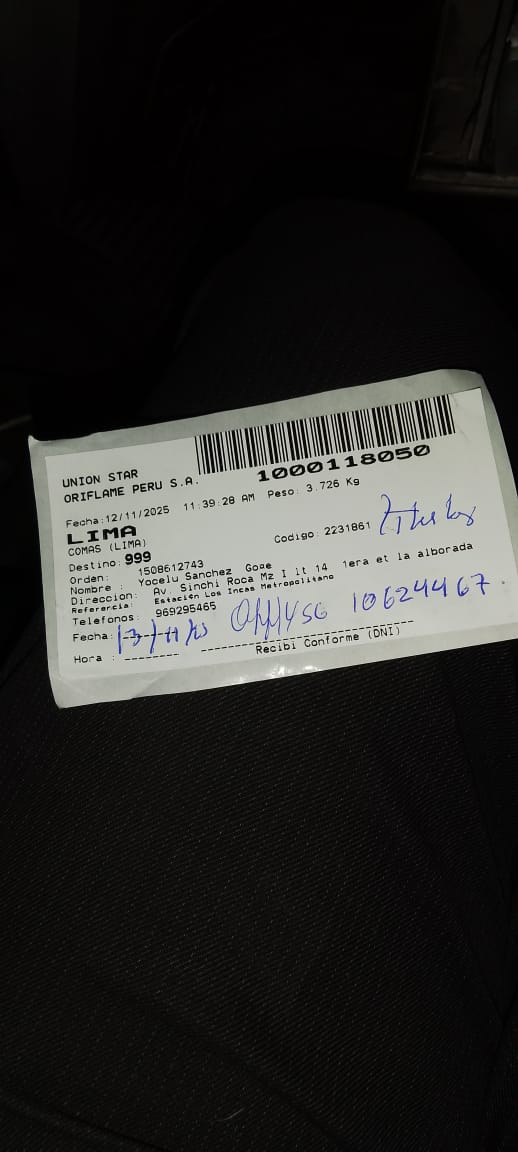 UNION STAR
ORIFLAME PERU S.A.
1000118050
Fecha:12/11/2025 11:39:28 AM Peso: 3.726 Kg
LIMA
COMAS (LIMA)
Destino: 999
Codigo: 2231861
Orden: 1508612743
Nombre : Yocelu Sanchez Goze
Direccion: Av. Sinchi Roca Mz I lt 14 1era et la alborada
Referencia: Estación Los Incas Metropolitano
Telefonos: 969295465
Fecha: 13/11/25
10624467
Hora :
Recibi Conforme (DNI)